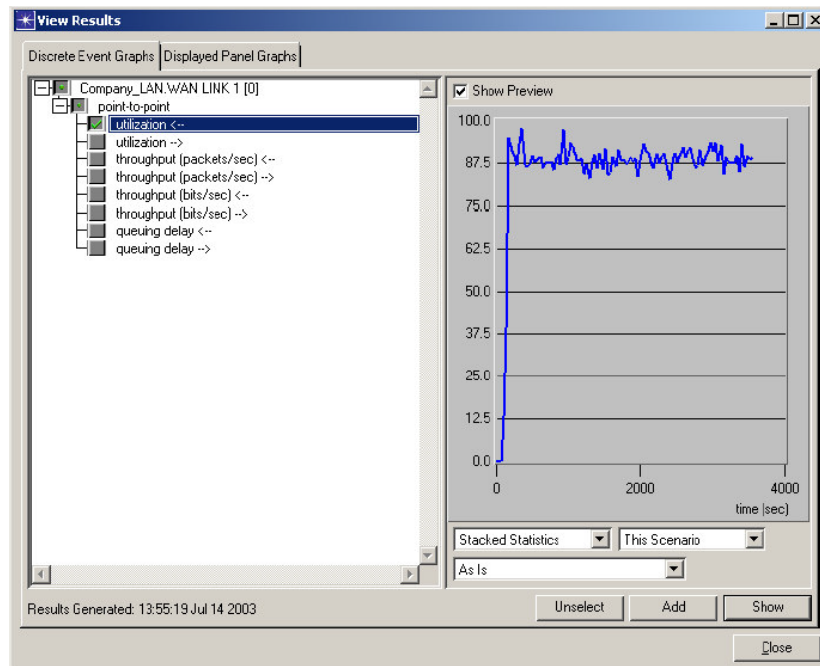 View Results
Discrete Event Graphs Displayed Panel Graphs
Company_LAN.WAN LINK 1 [0]
point-to-point
utilization <--
utilization -->
throughput (packets/sec) <--
throughput (packets/sec) -->
throughput (bits/sec) <--
throughput (bits/sec) -->
queuing delay <--
queuing delay -->
Show Preview
100.0
87.5
75.0
62.5
50.0
37.5
25.0
12.5
0.0
0 2000 4000
time (sec)
Stacked Statistics This Scenario
As Is
Results Generated: 13:55:19 Jul 14 2003
Unselect Add Show
Close